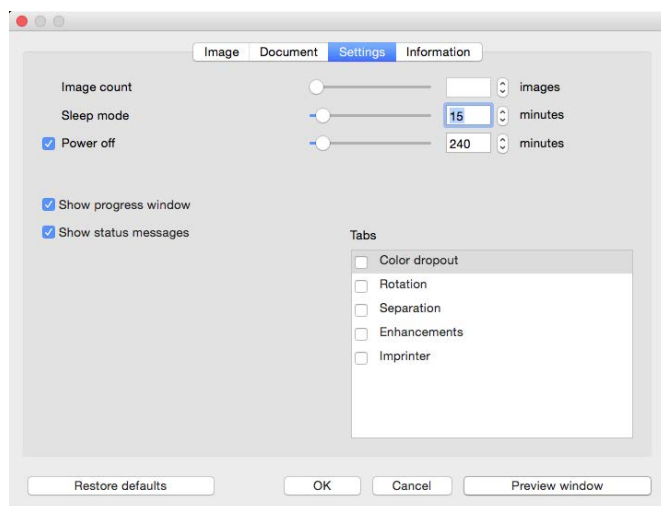 Image Document Settings Information
Image count images
Sleep mode 15 minutes
Power off 240 minutes
Show progress window
Show status messages
Tabs
Color dropout
Rotation
Separation
Enhancements
Imprinter
Restore defaults OK Cancel Preview window